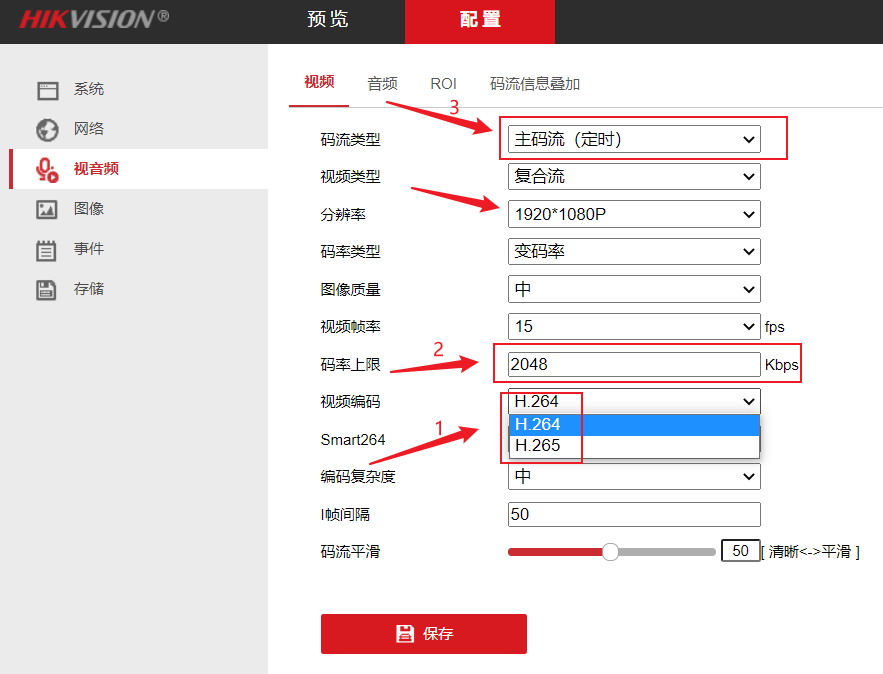 HIKVISION® 预览 配置
系统
网络
视音频
图像
事件
存储
视频 音频 ROI 码流信息叠加
3
码流类型 主码流（定时）
视频类型 复合流
分辨率 1920*1080P
码率类型 变码率
图像质量 中
视频帧率 15 fps
2
码率上限 2048 Kbps
视频编码 H.264
H.264
1
Smart264 H.265
编码复杂度 中
I帧间隔 50
码流平滑 50 [ 清晰<->平滑 ]
保存